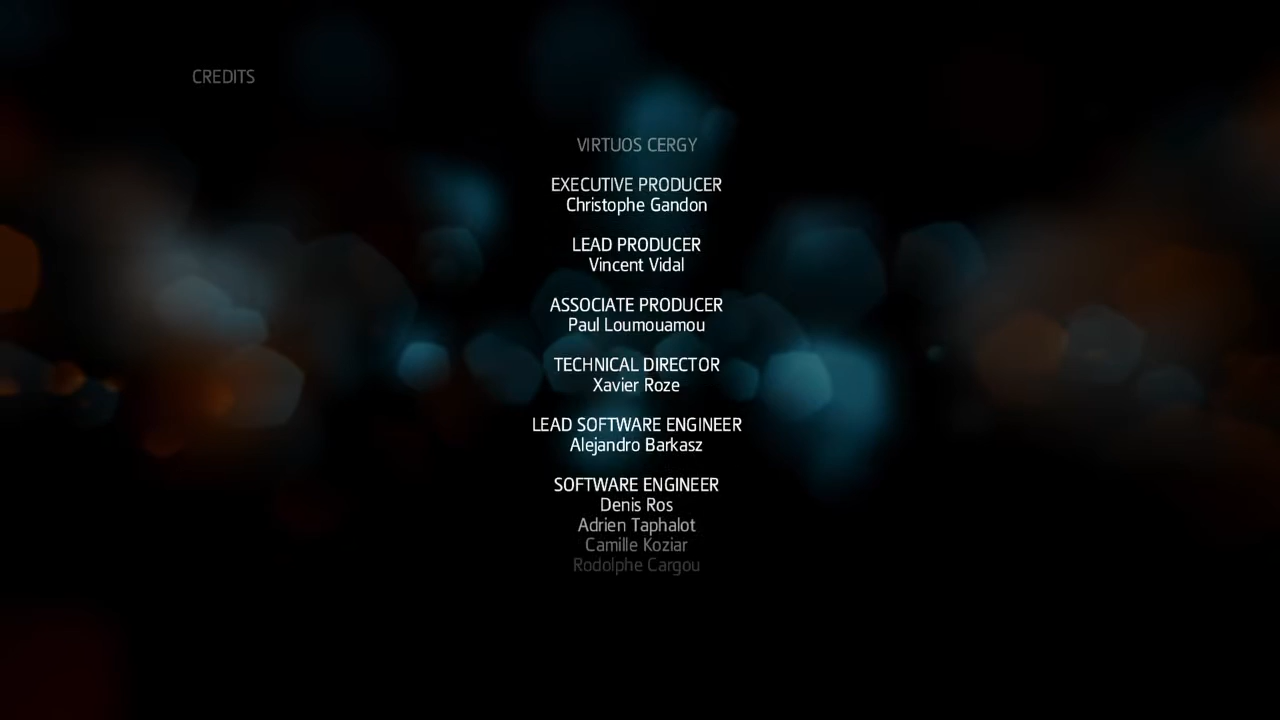 CREDITS
VIRTUOS CERGY
EXECUTIVE PRODUCER
Christophe Gandon
LEAD PRODUCER
Vincent Vidal
ASSOCIATE PRODUCER
Paul Loumouamou
TECHNICAL DIRECTOR
Xavier Roze
LEAD SOFTWARE ENGINEER
Alejandro Barkasz
SOFTWARE ENGINEER
Denis Ros
Adrien Taphalot
Camille Koziar
Rodolphe Cargou